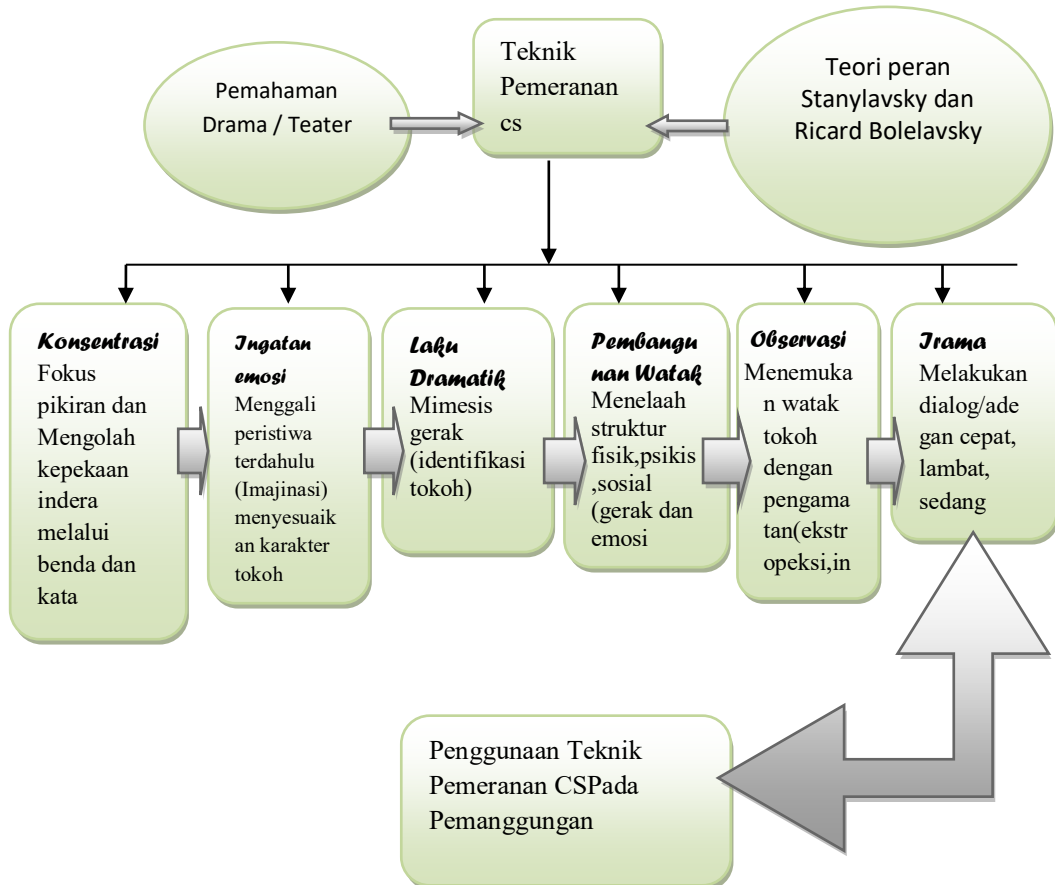 Pemahaman
Drama / Teater
Teknik
Pemeranan
cs
Teori peran
Stanylavsky dan
Ricard Bolelavsky
Konsentrasi
Fokus
pikiran dan
Mengolah
kepekaan
indera
melalui
benda dan
kata
Ingatan
emosi
Menggali
peristiwa
terdahulu
(Imajinasi)
menyesuaik
an karakter
tokoh
Laku
Dramatik
Mimesis
gerak
(identifikasi
tokoh)
Pembangu
nan Watak
Menelaah
struktur
fisik,psikis
,sosial
(gerak dan
emosi
Observasi
Menemuka
n watak
tokoh
dengan
pengama
tan(ekstr
opeksi,in
Irama
Melakukan
dialog/ade
gan cepat,
lambat,
sedang
Penggunaan Teknik
Pemeranan CSPada
Pemanggungan